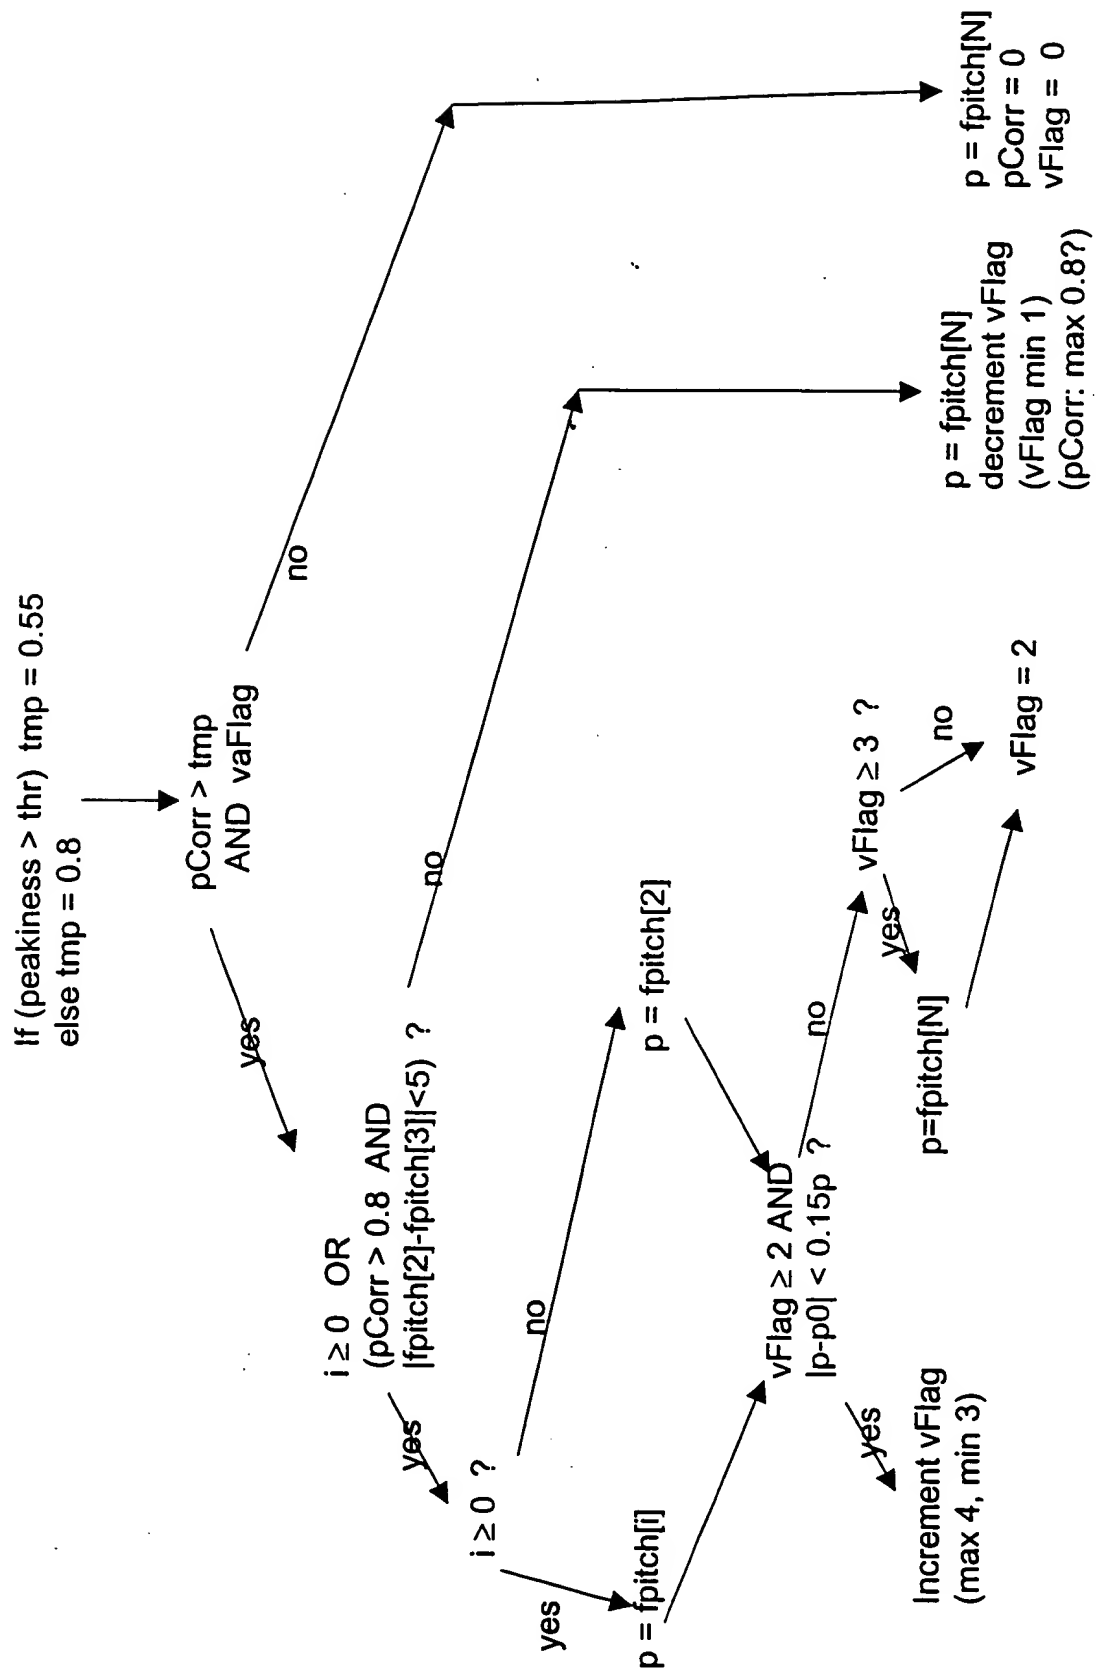 If (peakiness > thr) tmp = 0.55
else tmp = 0.8
pCorr > tmp
AND vaFlag
yes
no
i ≥ 0 OR
(pCorr > 0.8 AND
|fpitch[2]-fpitch[3]|<5) ?
yes
no
i ≥ 0 ?
yes
no
p = fpitch[i]
p = fpitch[2]
vFlag ≥ 2 AND
|p-p0| < 0.15p ?
yes
no
vFlag ≥ 3 ?
yes
no
Increment vFlag
(max 4, min 3)
p=fpitch[N]
vFlag = 2
p = fpitch[N]
decrement vFlag
(vFlag min 1)
(pCorr: max 0.8?)
p = fpitch[N]
pCorr = 0
vFlag = 0